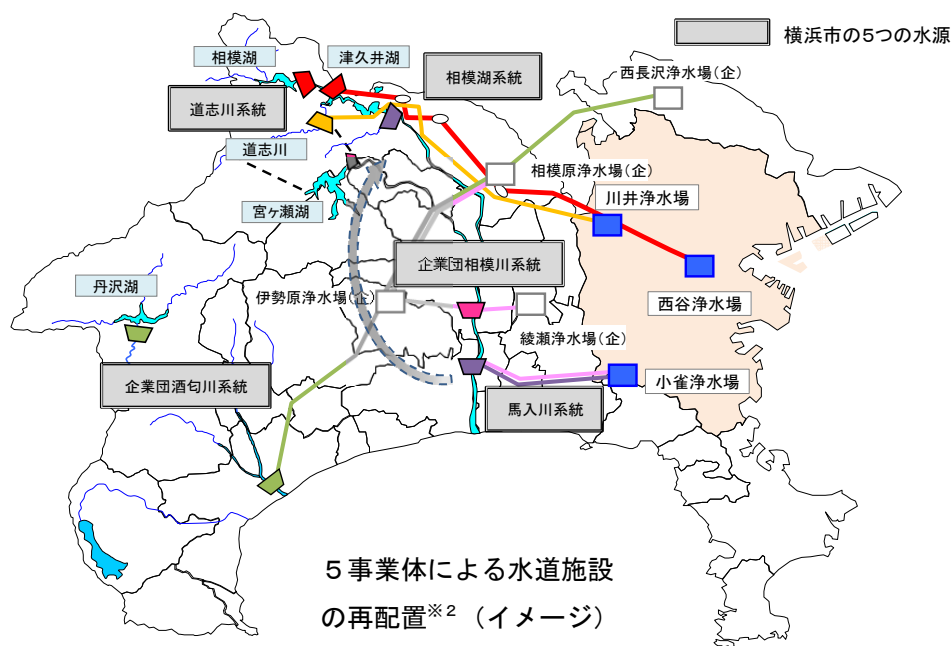 横浜市の5つの水源
相模湖
津久井湖
相模湖系統
西長沢浄水場(企)
道志川系統
道志川
相模原浄水場(企)
川井浄水場
宮ヶ瀬湖
企業団相模川系統
丹沢湖
伊勢原浄水場(企)
西谷浄水場
綾瀬浄水場(企)
企業団酒匂川系統
小雀浄水場
馬入川系統
5事業体による水道施設
の再配置※2（イメージ）